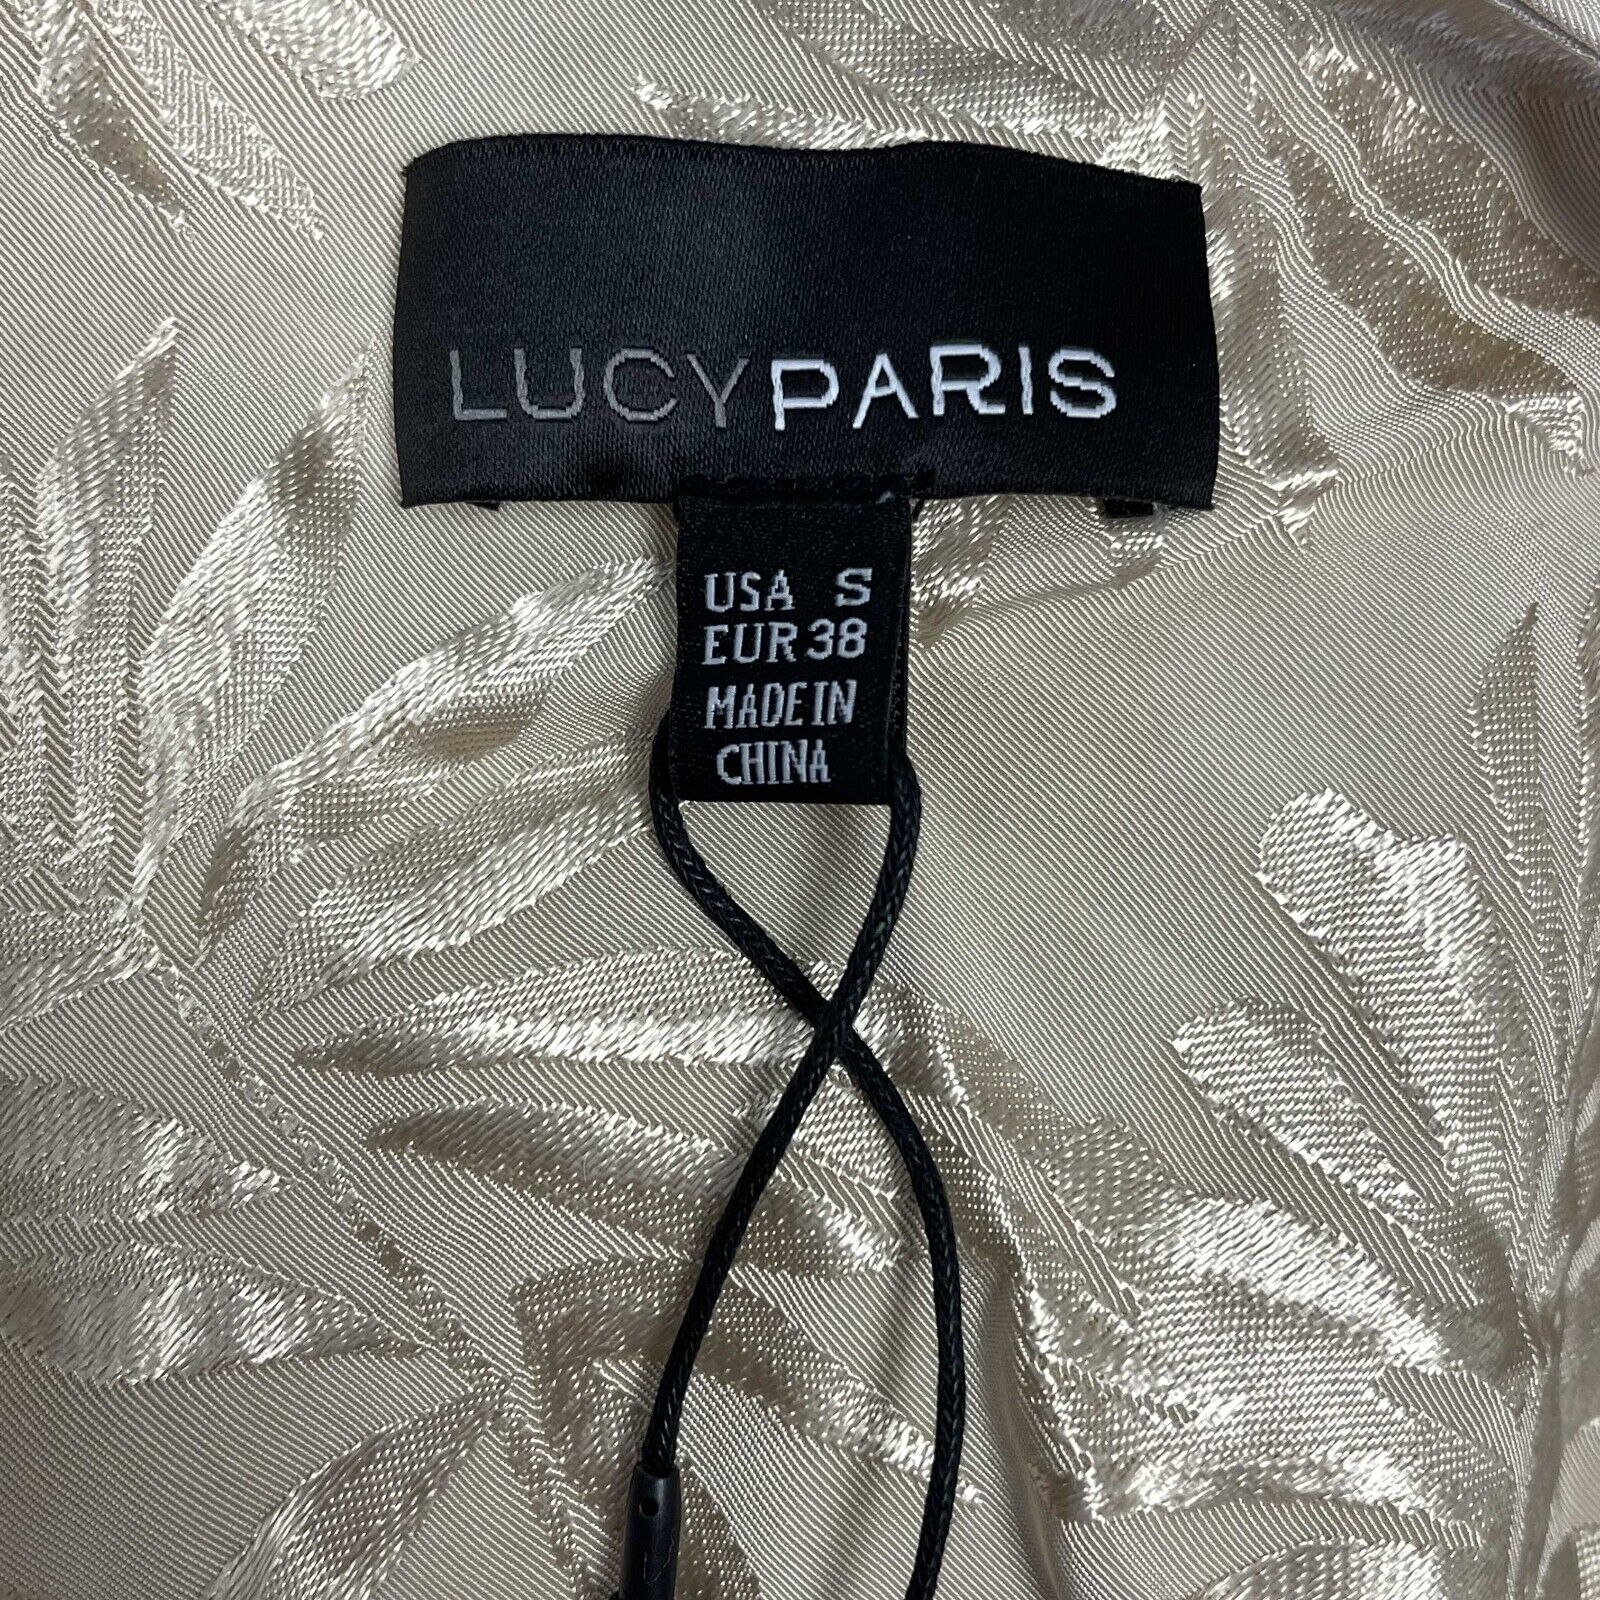 LUCYPARIS
USA S
EUR 38
MADE IN
CHINA